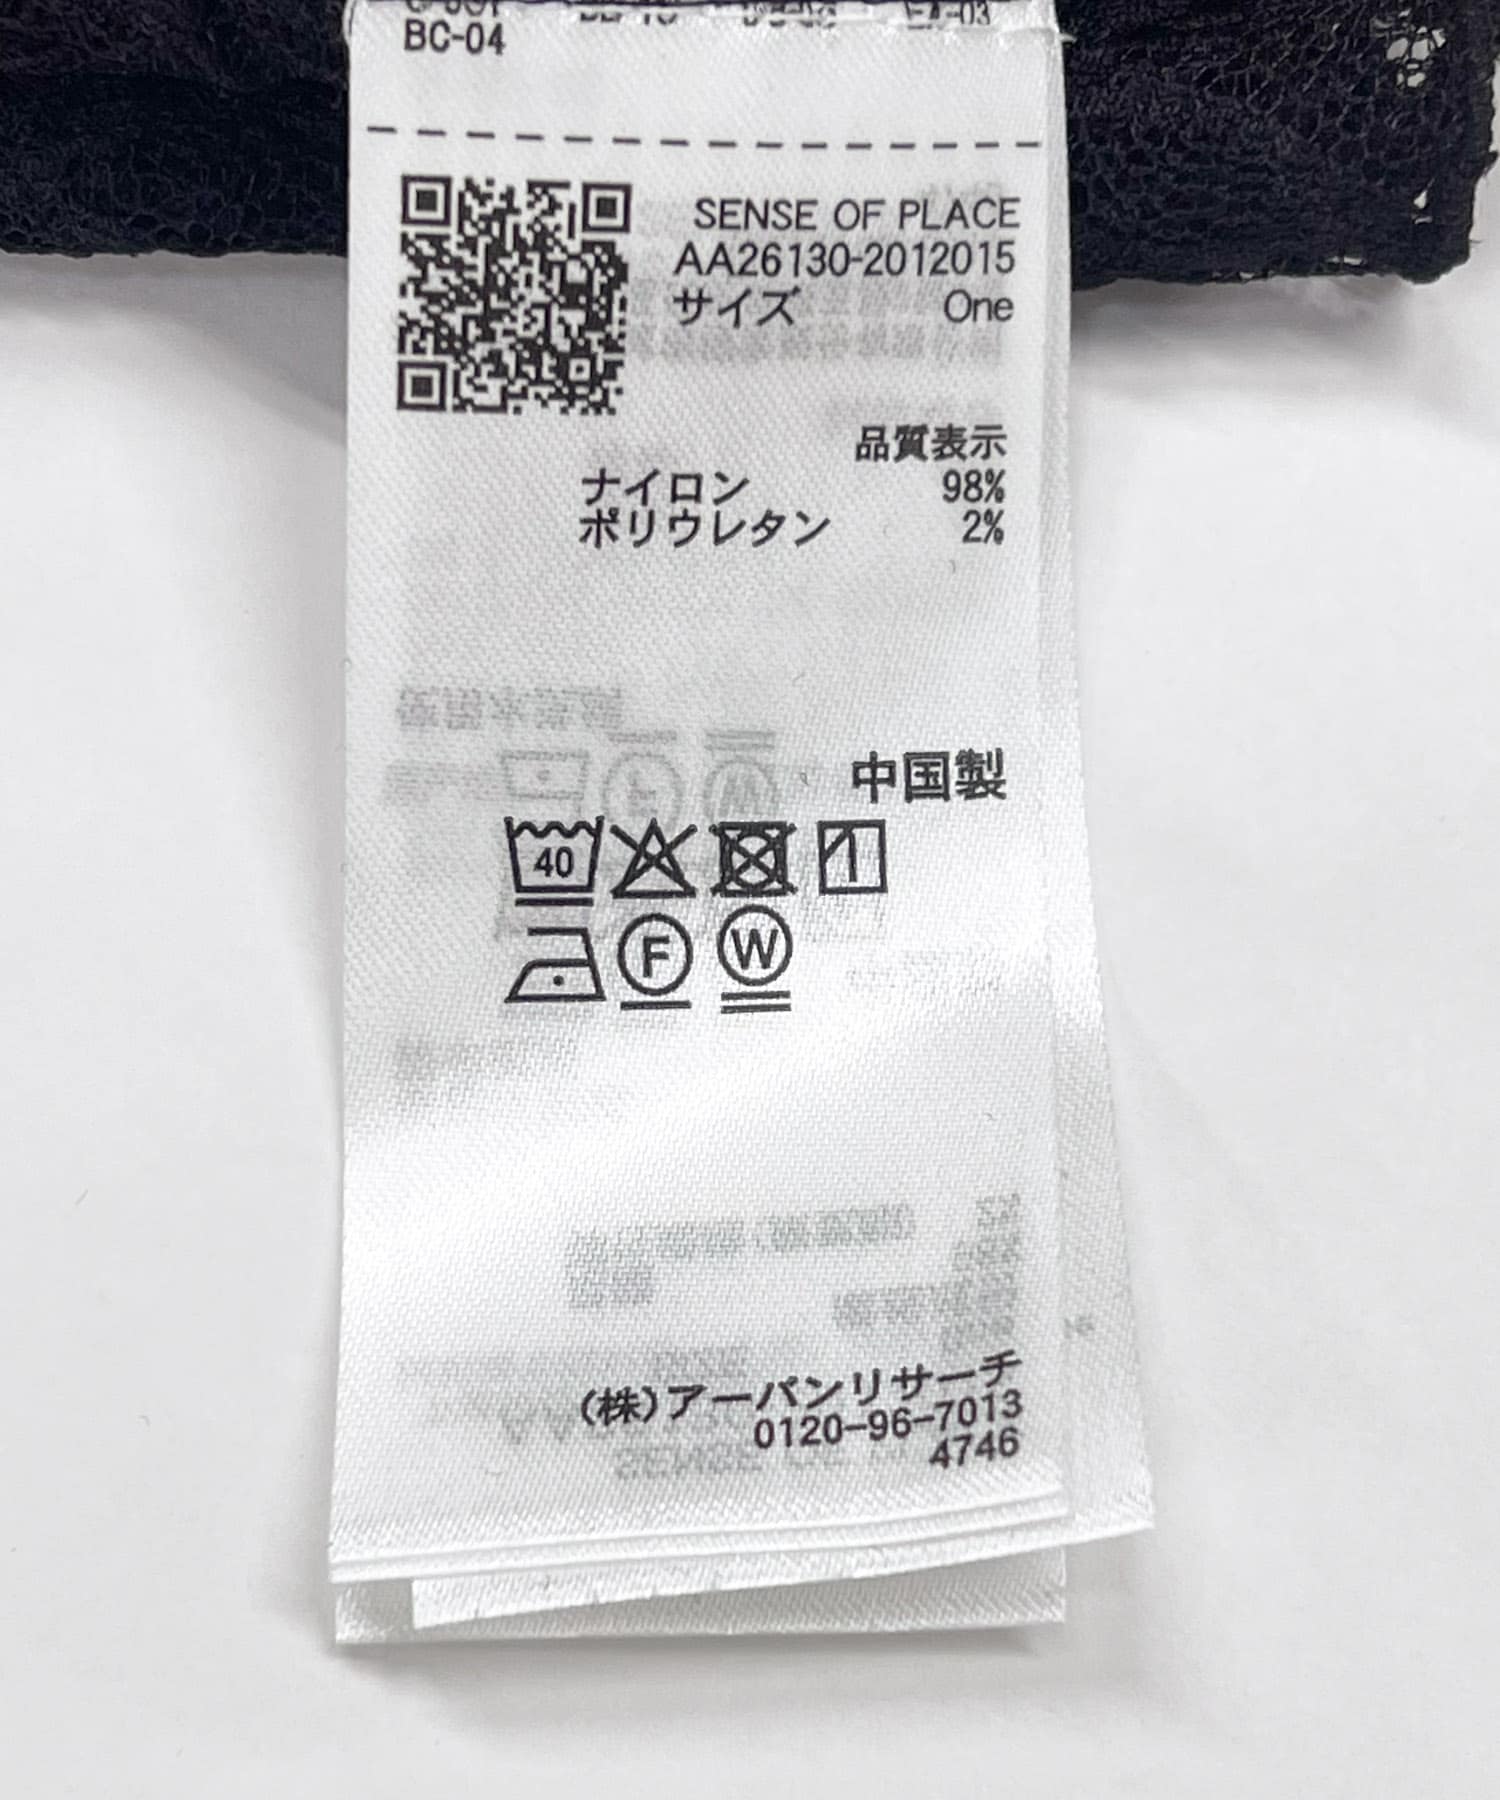 BC-04
SENSE OF PLACE
AA26130-2012015
サイズ One
品質表示
ナイロン 98%
ポリウレタン 2%
中国製
40
F W
(株)アーバンリサーチ
0120-96-7013
4746